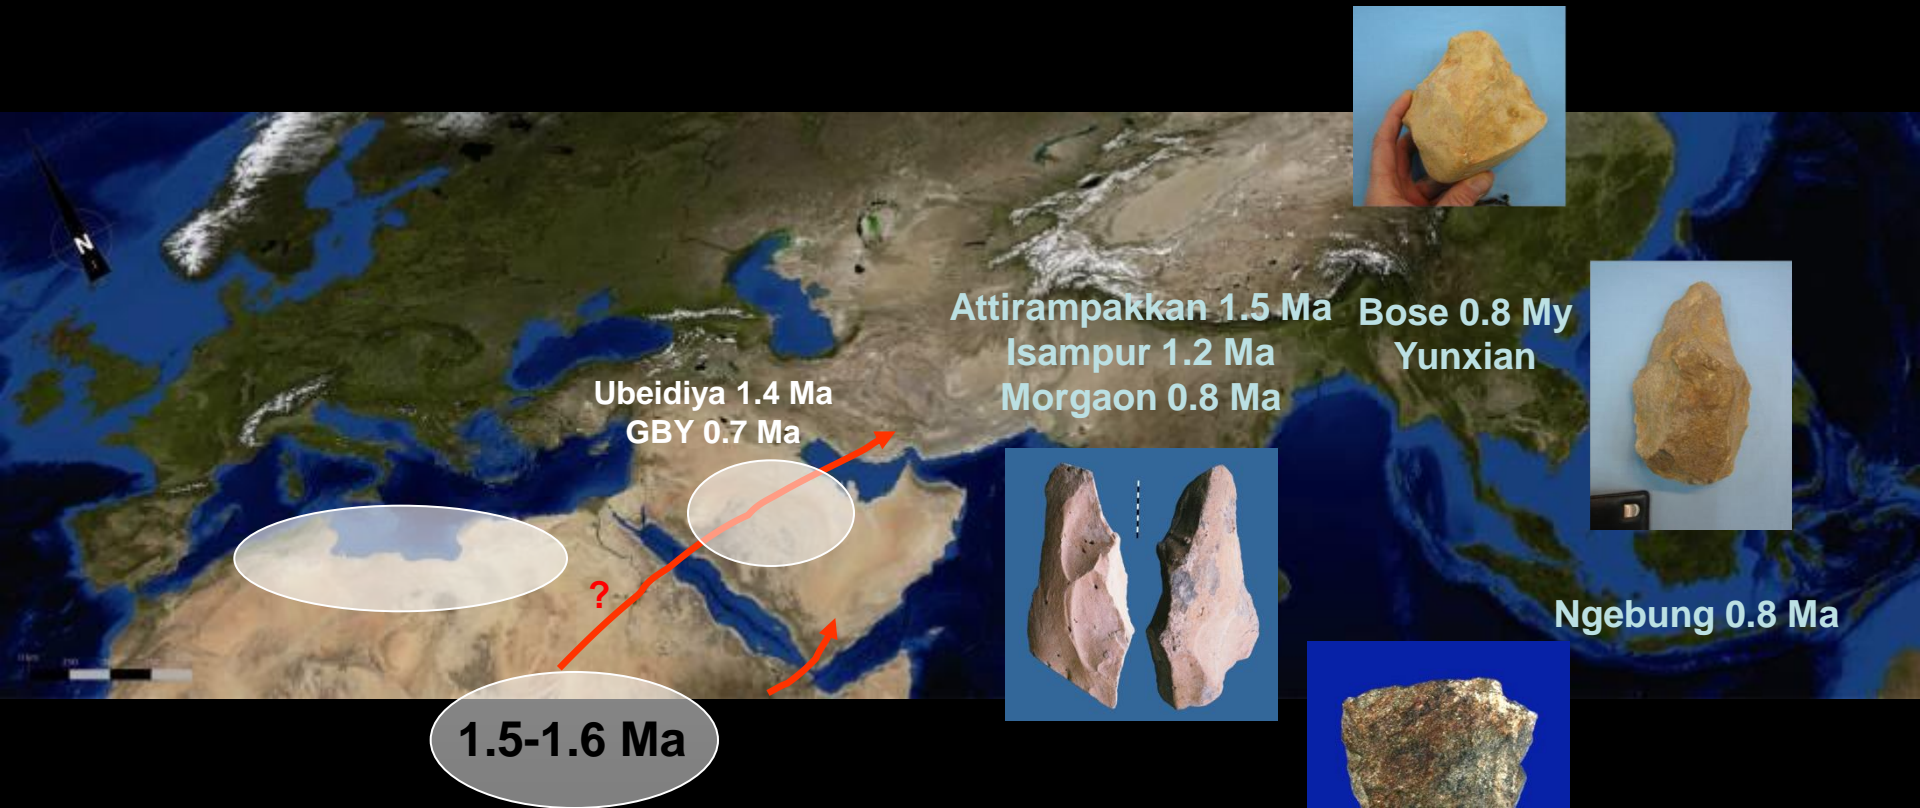 N
Attirampakkan 1.5 Ma
Isampur 1.2 Ma
Morgaon 0.8 Ma
Bose 0.8 My
Yunxian
Ubeidiya 1.4 Ma
GBY 0.7 Ma
?
Ngebung 0.8 Ma
1.5-1.6 Ma